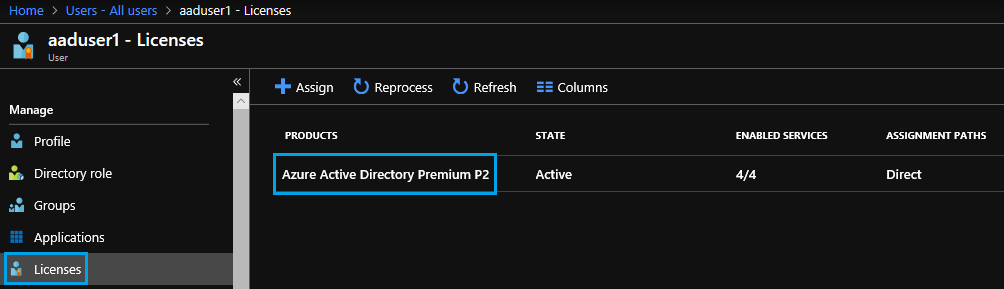 Home > Users - All users > aaduser1 - Licenses
aaduser1 - Licenses
User
«
Manage
Profile
Directory role
Groups
Applications
Licenses
Assign Reprocess Refresh Columns
PRODUCTS STATE ENABLED SERVICES ASSIGNMENT PATHS
Azure Active Directory Premium P2 Active 4/4 Direct